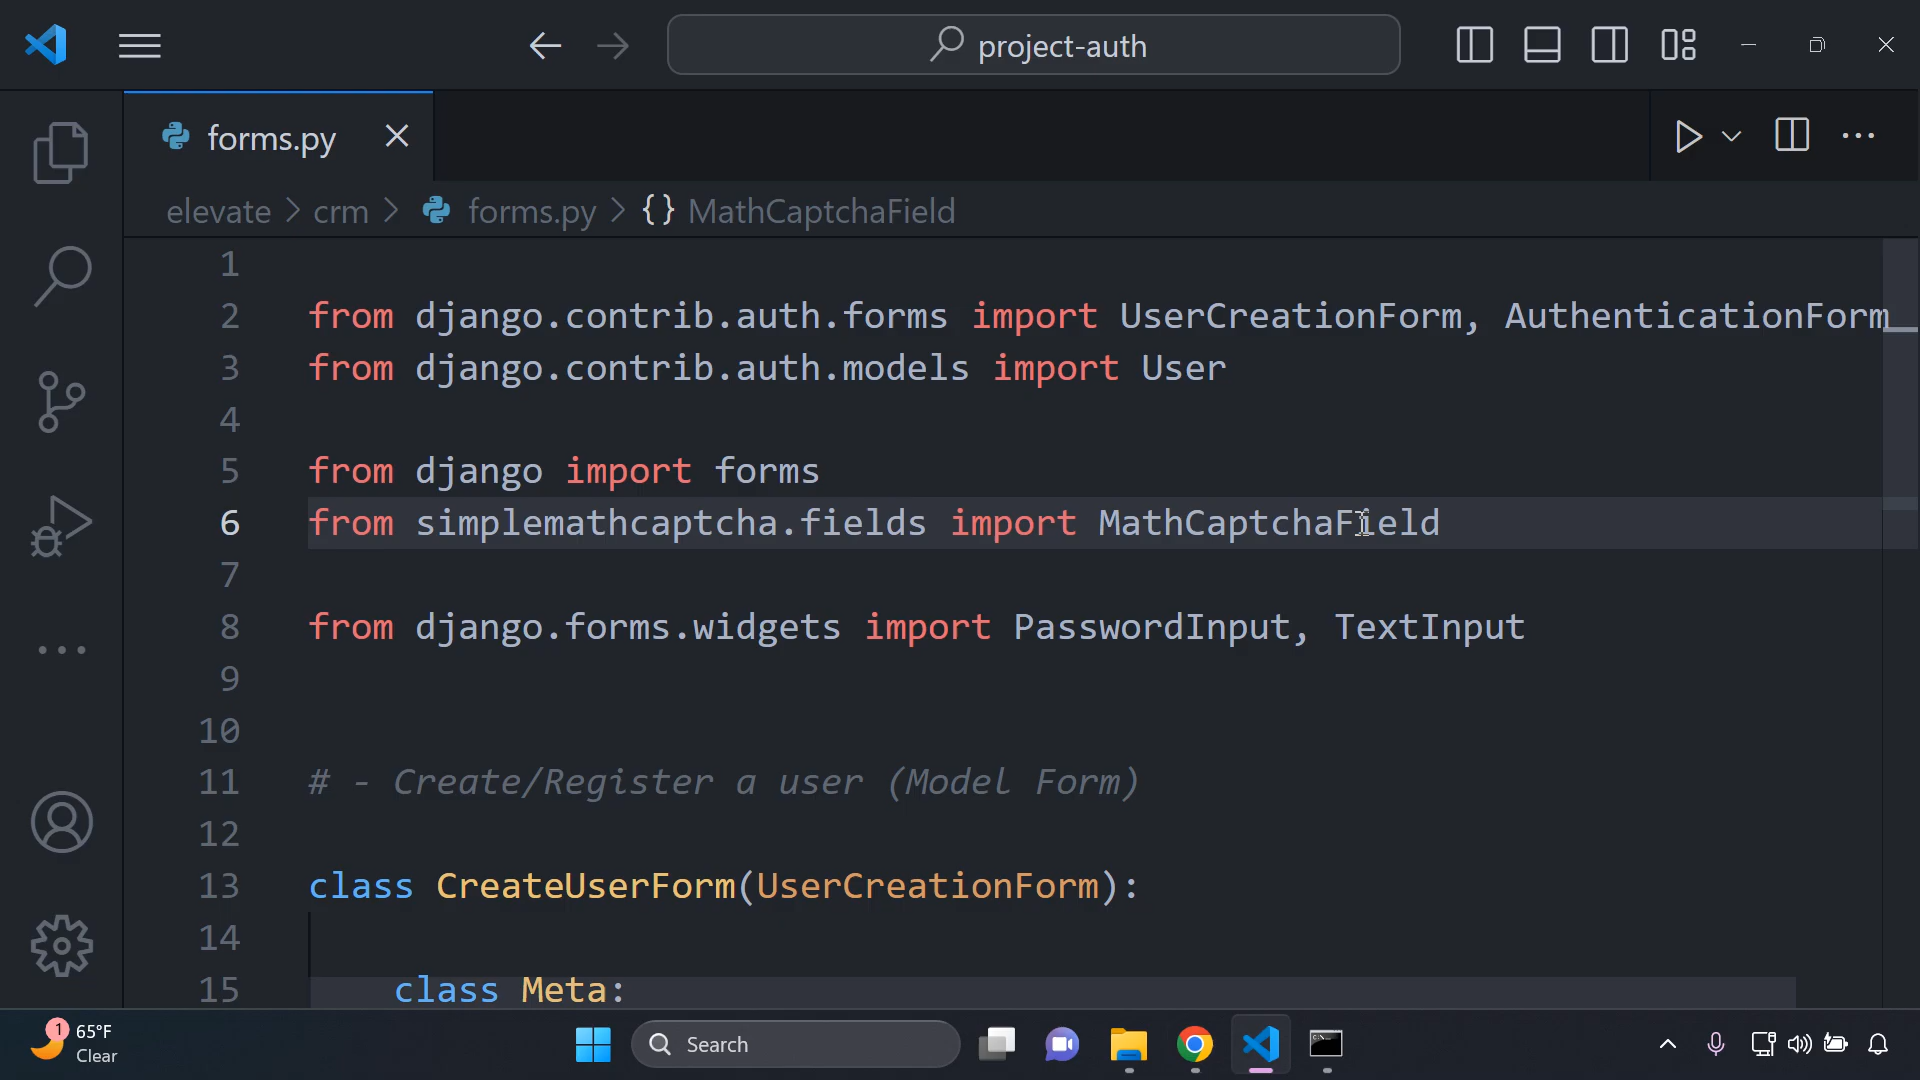 project-auth
forms.py
elevate > crm > forms.py > {} MathCaptchaField
1
2 from django.contrib.auth.forms import UserCreationForm, AuthenticationForm
3 from django.contrib.auth.models import User
4
5 from django import forms
6 from simplemathcaptcha.fields import MathCaptchaField
7
8 from django.forms.widgets import PasswordInput, TextInput
9
10
11 # - Create/Register a user (Model Form)
12
13 class CreateUserForm(UserCreationForm):
14
15 class Meta:
1
65°F
Clear
Search